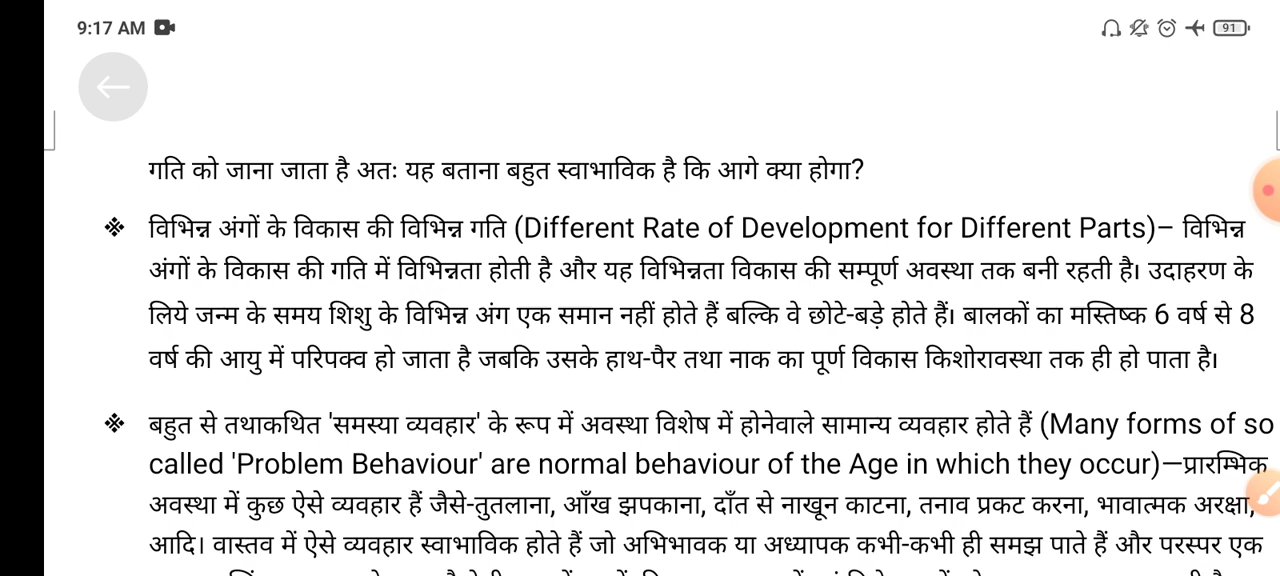 9:17 AM
91
गति को जाना जाता है अतः यह बताना बहुत स्वाभाविक है कि आगे क्या होगा?
❖ विभिन्न अंगों के विकास की विभिन्न गति (Different Rate of Development for Different Parts)– विभिन्न
अंगों के विकास की गति में विभिन्नता होती है और यह विभिन्नता विकास की सम्पूर्ण अवस्था तक बनी रहती है। उदाहरण के
लिये जन्म के समय शिशु के विभिन्न अंग एक समान नहीं होते हैं बल्कि वे छोटे-बड़े होते हैं। बालकों का मस्तिष्क 6 वर्ष से 8
वर्ष की आयु में परिपक्व हो जाता है जबकि उसके हाथ-पैर तथा नाक का पूर्ण विकास किशोरावस्था तक ही हो पाता है।
❖ बहुत से तथाकथित 'समस्या व्यवहार' के रूप में अवस्था विशेष में होनेवाले सामान्य व्यवहार होते हैं (Many forms of so
called 'Problem Behaviour' are normal behaviour of the Age in which they occur)—प्रारम्भिक
अवस्था में कुछ ऐसे व्यवहार हैं जैसे-तुतलाना, आँख झपकाना, दाँत से नाखून काटना, तनाव प्रकट करना, भावात्मक अरक्षा,
आदि। वास्तव में ऐसे व्यवहार स्वाभाविक होते हैं जो अभिभावक या अध्यापक कभी-कभी ही समझ पाते हैं और परस्पर एक